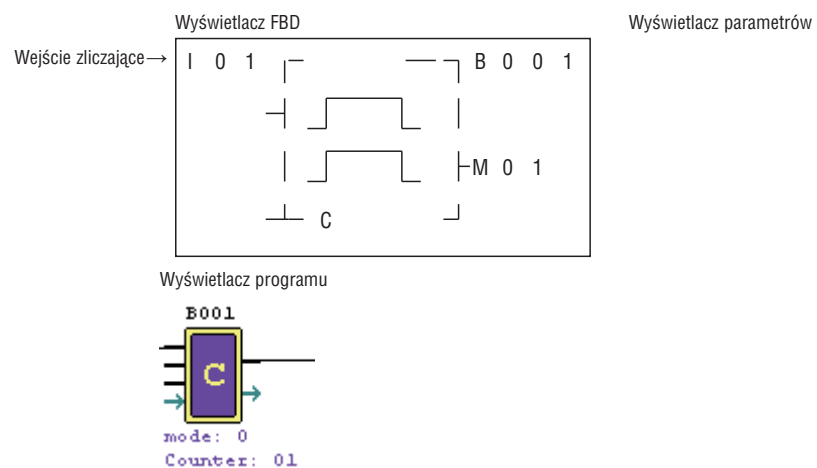 Wyświetlacz FBD
Wyświetlacz parametrów
Wejście zliczające→
I 0 1
B 0 0 1
M 0 1
C
Wyświetlacz programu
B001
C
mode: 0
Counter: 01